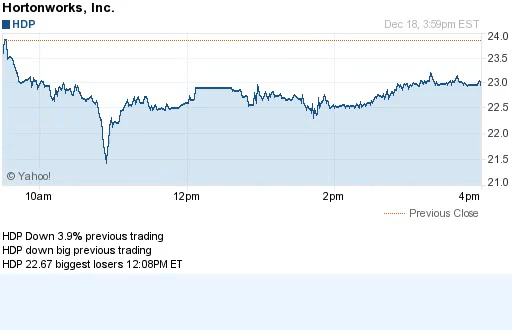 Hortonworks, Inc.
HDP
Dec 18, 3:59pm EST
24.0
23.5
23.0
22.5
22.0
21.5
21.0
© Yahoo!
10am 12pm 2pm 4pm
Previous Close
HDP Down 3.9% previous trading
HDP down big previous trading
HDP 22.67 biggest losers 12:08PM ET